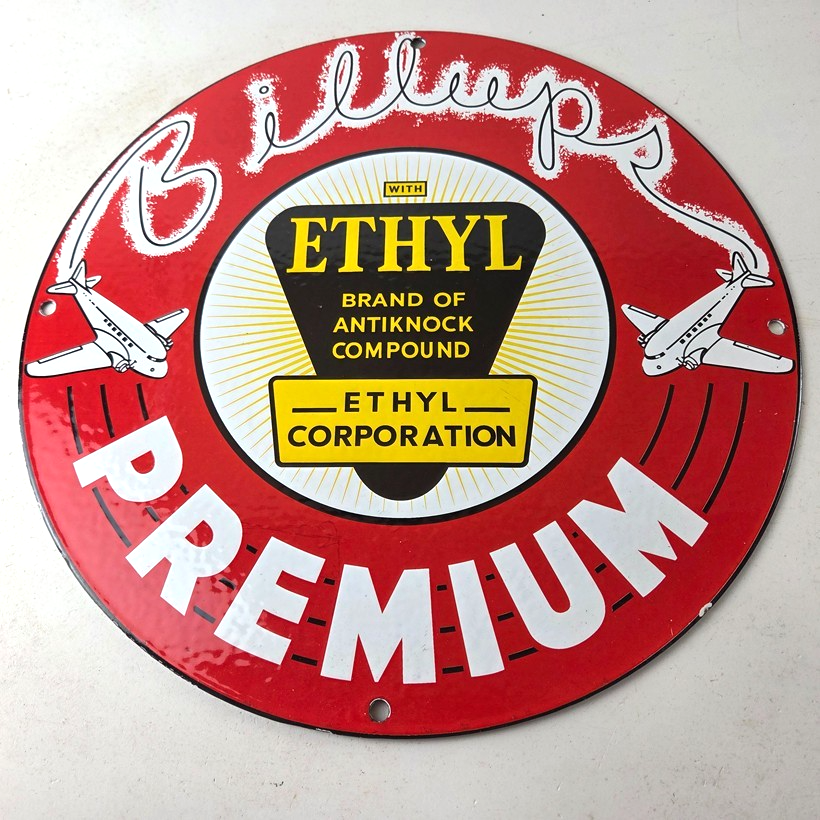 Billups
WITH
ETHYL
BRAND OF
ANTIKNOCK
COMPOUND
ETHYL
CORPORATION
PREMIUM